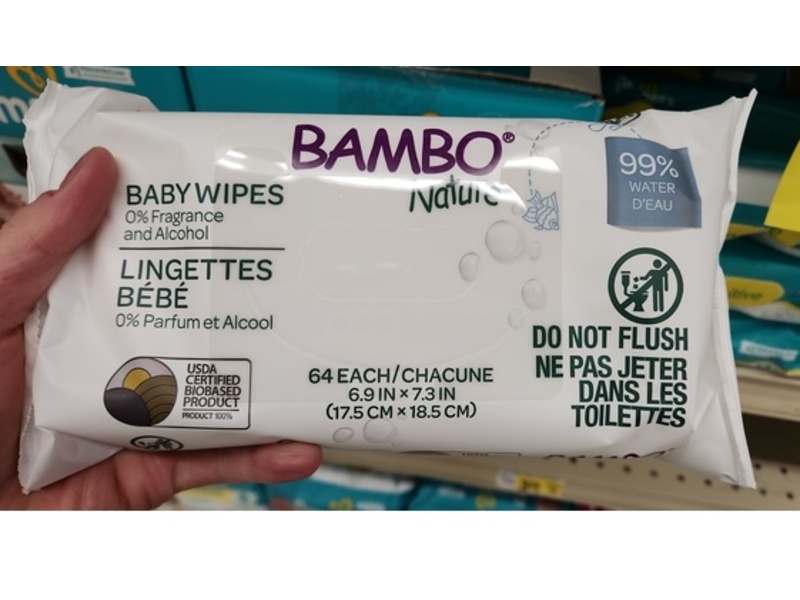 BAMBO®
Nature
BABY WIPES
0% Fragrance
and Alcohol
LINGETTES
BÉBÉ
0% Parfum et Alcool
99%
WATER
D'EAU
USDA
CERTIFIED
BIOBASED
PRODUCT
PRODUCT 100%
64 EACH/CHACUNE
6.9 IN × 7.3 IN
(17.5 CM × 18.5 CM)
DO NOT FLUSH
NE PAS JETER
DANS LES
TOILETTES